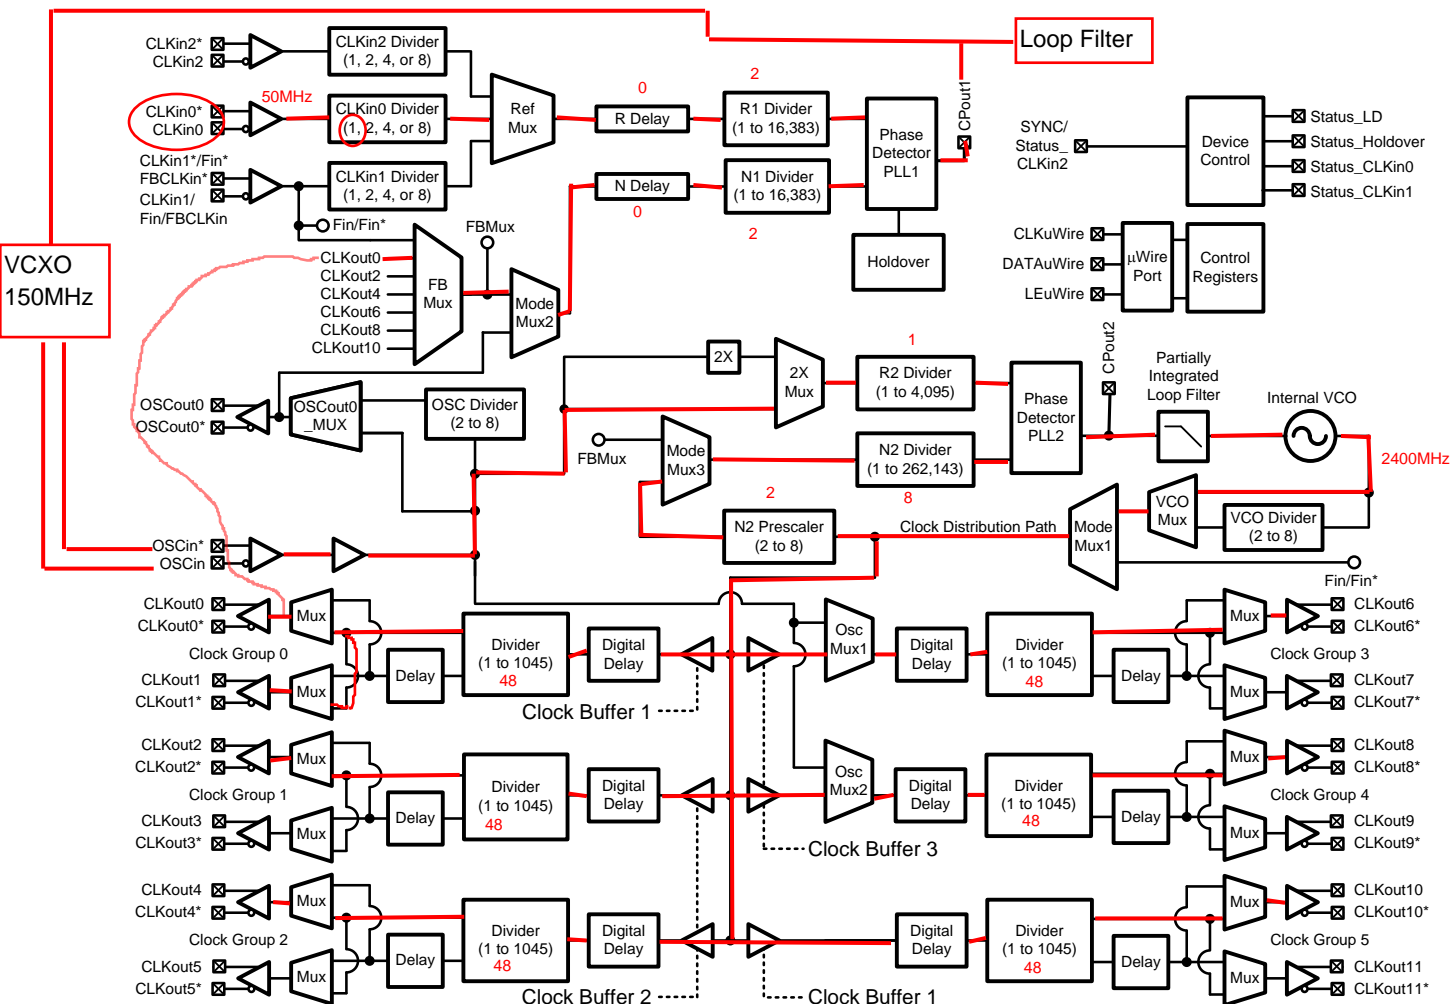 Loop Filter
CLKin2*
CLKin2
CLKin2 Divider
(1, 2, 4, or 8)
50MHz
CLKin0*
CLKin0
CLKin0 Divider
(1, 2, 4, or 8)
Ref
Mux
0
R Delay
2
R1 Divider
(1 to 16,383)
Phase
Detector
PLL1
CPout1
SYNC/
Status_
CLKin2
Device
Control
Status_LD
Status_Holdover
Status_CLKin0
Status_CLKin1
CLKin1*/Fin*
FBCLKin*
CLKin1/
Fin/FBCLKin
CLKin1 Divider
(1, 2, 4, or 8)
N Delay
0
N1 Divider
(1 to 16,383)
2
Fin/Fin*
FBMux
Holdover
CLKuWire
DATAuWire
LEuWire
µWire
Port
Control
Registers
VCXO
150MHz
CLKout0
CLKout2
CLKout4
CLKout6
CLKout8
CLKout10
FB
Mux
Mode
Mux2
2X
2X
Mux
1
R2 Divider
(1 to 4,095)
Phase
Detector
PLL2
CPout2
Partially
Integrated
Loop Filter
Internal VCO
OSCout0
OSCout0*
OSCout0
_MUX
OSC Divider
(2 to 8)
FBMux
Mode
Mux3
N2 Divider
(1 to 262,143)
8
2400MHz
2
N2 Prescaler
(2 to 8)
Clock Distribution Path
Mode
Mux1
VCO
Mux
VCO Divider
(2 to 8)
Fin/Fin*
OSCin*
OSCin
CLKout0
CLKout0*
Mux
Clock Group 0
CLKout1
CLKout1*
Mux
Delay
Divider
(1 to 1045)
48
Digital
Delay
Clock Buffer 1
Osc
Mux1
Digital
Delay
Divider
(1 to 1045)
48
Delay
Mux
Mux
CLKout6
CLKout6*
Clock Group 3
CLKout7
CLKout7*
CLKout2
CLKout2*
Mux
Clock Group 1
CLKout3
CLKout3*
Mux
Delay
Divider
(1 to 1045)
48
Digital
Delay
Clock Buffer 3
Osc
Mux2
Digital
Delay
Divider
(1 to 1045)
48
Delay
Mux
Mux
CLKout8
CLKout8*
Clock Group 4
CLKout9
CLKout9*
CLKout4
CLKout4*
Mux
Clock Group 2
CLKout5
CLKout5*
Mux
Delay
Divider
(1 to 1045)
48
Digital
Delay
Clock Buffer 2
Clock Buffer 1
Digital
Delay
Divider
(1 to 1045)
48
Delay
Mux
Mux
CLKout10
CLKout10*
Clock Group 5
CLKout11
CLKout11*